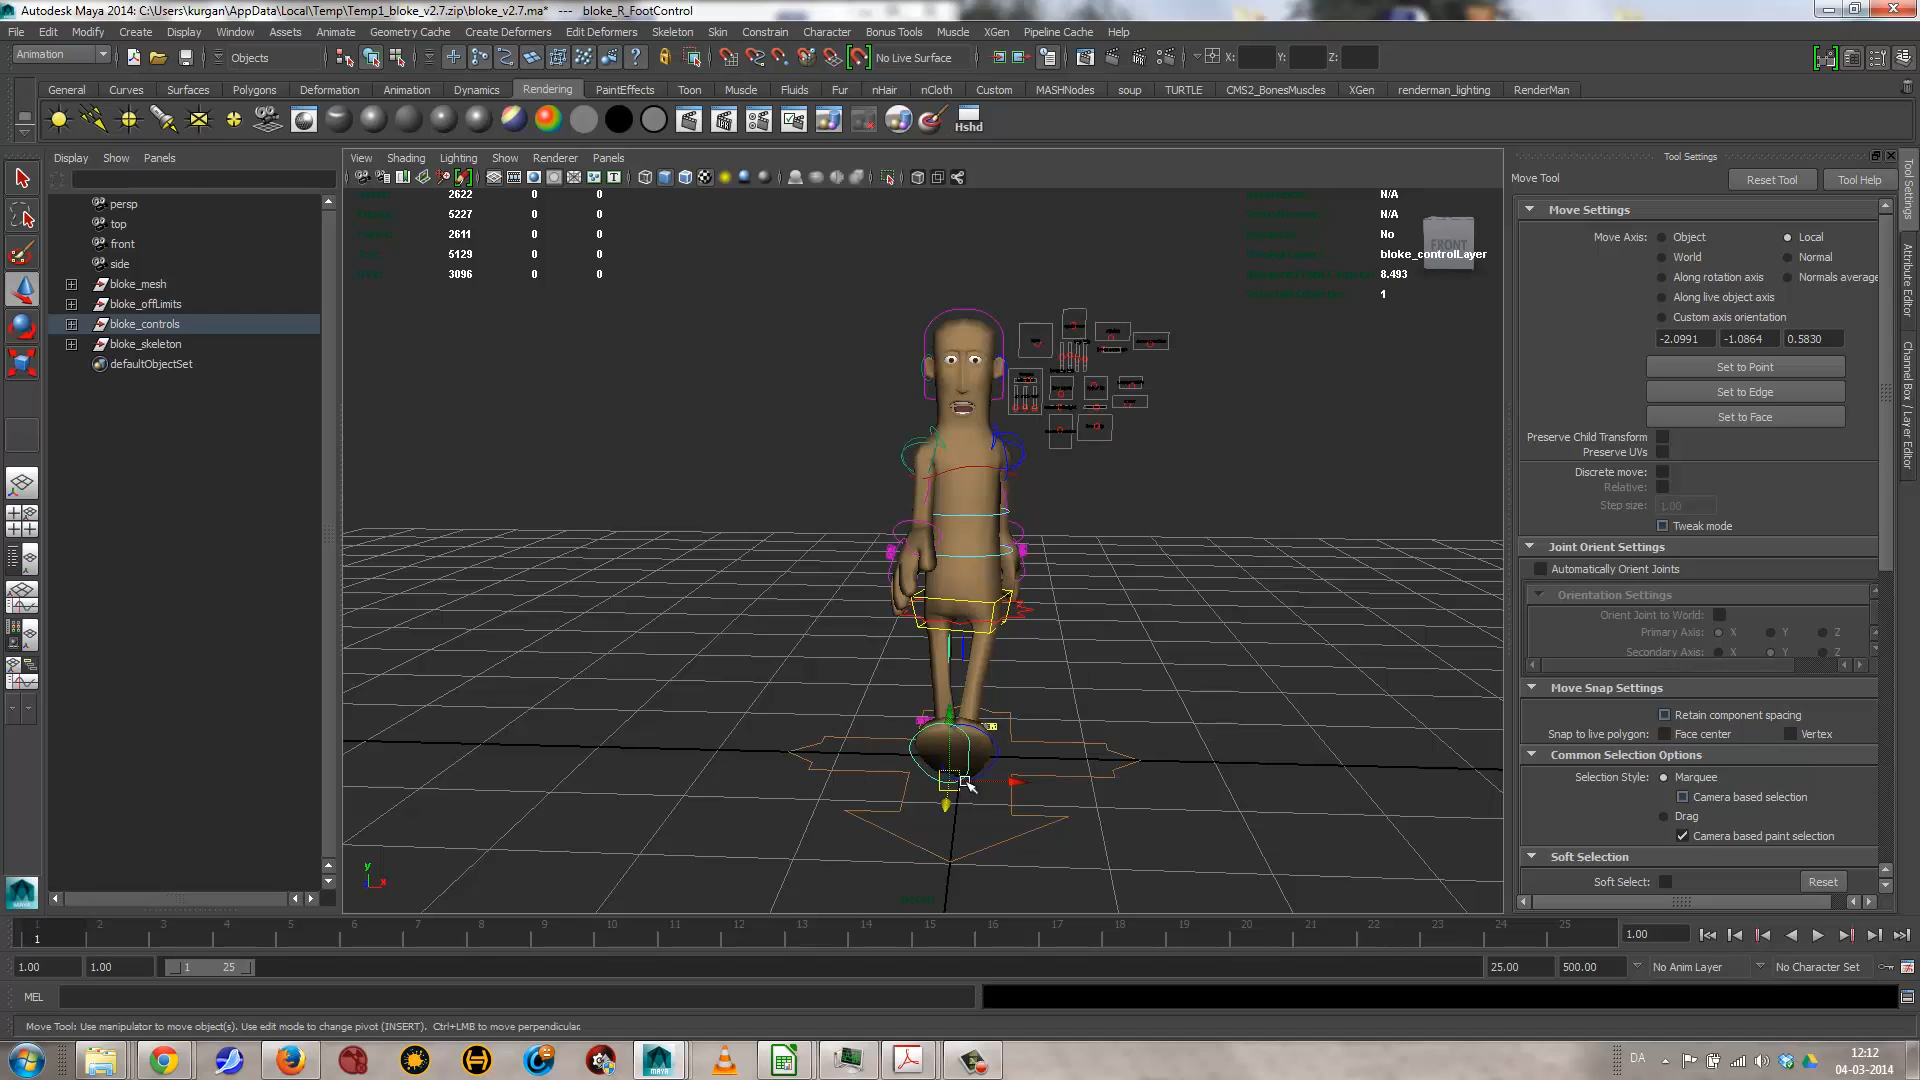 Autodesk Maya 2014: C:\Users\kurgan\AppData\Local\Temp\Temp1_bloke_v2.7.zip\bloke_v2.7.ma* --- bloke_R_FootControl
File Edit Modify Create Display Window Assets Animate Geometry Cache Create Deformers Edit Deformers Skeleton Skin Constrain Character Bonus Tools Muscle XGen Pipeline Cache Help
Animation Objects No Live Surface X: Y: Z:
General Curves Surfaces Polygons Deformation Animation Dynamics Rendering PaintEffects Toon Muscle Fluids Fur nHair nCloth Custom MASHNodes soup TURTLE CMS2_BonesMuscles XGen renderman_lighting RenderMan
Hshd
Display Show Panels
View Shading Lighting Show Renderer Panels
Tool Settings
Move Tool Reset Tool Tool Help
persp
top
front
side
bloke_mesh
bloke_offLimits
bloke_controls
bloke_skeleton
defaultObjectSet
2622 0 0
5227 0 0
2611 0 0
5129 0 0
3096 0 0
N/A
N/A
No
bloke_controlLayer
8.493
1
FRONT
Move Settings
Move Axis: Object Local
World Normal
Along rotation axis Normals average
Along live object axis
Custom axis orientation
-2.0991 -1.0864 0.5830
Set to Point
Set to Edge
Set to Face
Preserve Child Transform
Preserve UVs
Discrete move:
Relative:
Step size: 1.00
Tweak mode
Joint Orient Settings
Automatically Orient Joints
Orientation Settings
Orient Joint to World:
Primary Axis: X Y Z
Secondary Axis: X Y Z
Move Snap Settings
Retain component spacing
Snap to live polygon: Face center Vertex
Common Selection Options
Selection Style: Marquee
Camera based selection
Drag
Camera based paint selection
Soft Selection
Soft Select: Reset
Tool Settings
Attribute Editor
Channel Box / Layer Editor
y
x
1 2 3 4 5 6 7 8 9 10 11 12 13 14 15 16 17 18 19 20 21 22 23 24 25
1
1.00
1.00 1.00 1 25 25.00 500.00 No Anim Layer No Character Set
MEL
Move Tool: Use manipulator to move object(s). Use edit mode to change pivot (INSERT). Ctrl+LMB to move perpendicular.
MAYA
DA
12:12
04-03-2014